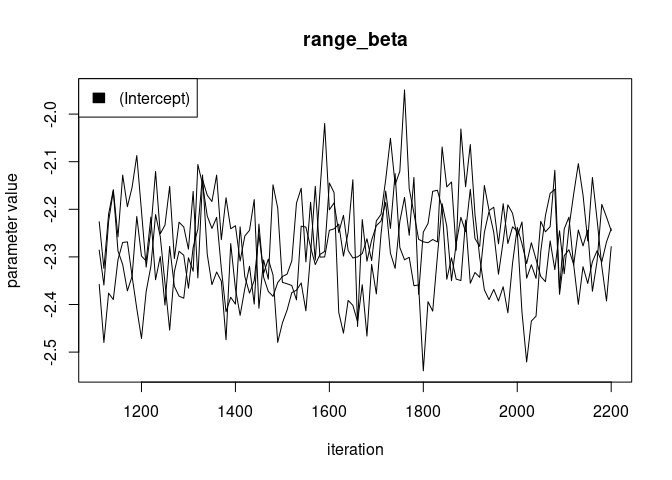 range_beta
(Intercept)
parameter value
-2.0
-2.1
-2.2
-2.3
-2.4
-2.5
1200 1400 1600 1800 2000 2200
iteration